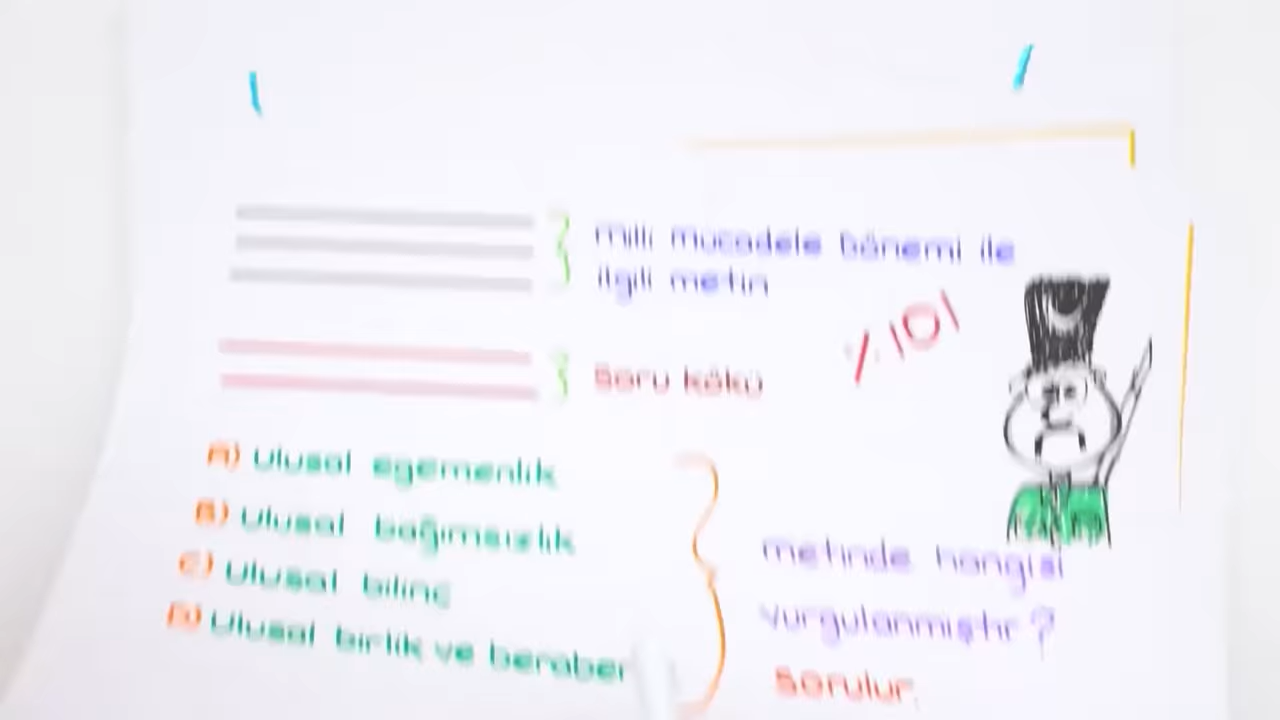 milli mücadele dönemi ile
ilgili metin
%101
Soru kökü
A) Ulusal egemenlik
B) Ulusal bağımsızlık
C) Ulusal bilinç
D) Ulusal birlik ve beraber
metinde hangisi
vurgulanmıştır?
Sorulur.